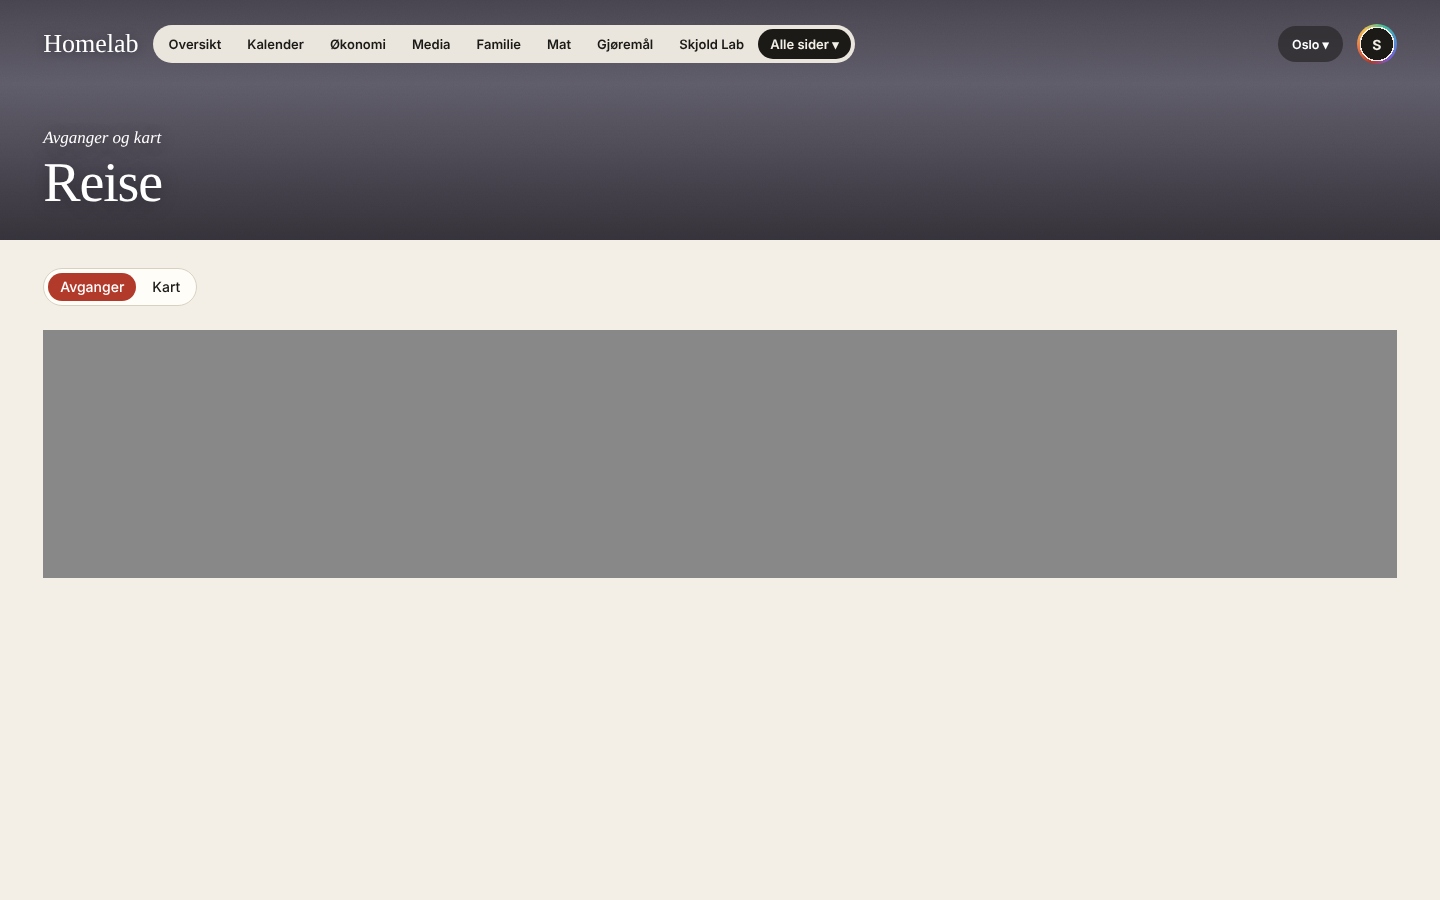 Homelab
Oversikt Kalender Økonomi Media Familie Mat Gjøremål Skjold Lab Alle sider ▾
Oslo ▾
S
Avganger og kart
Reise
Avganger Kart